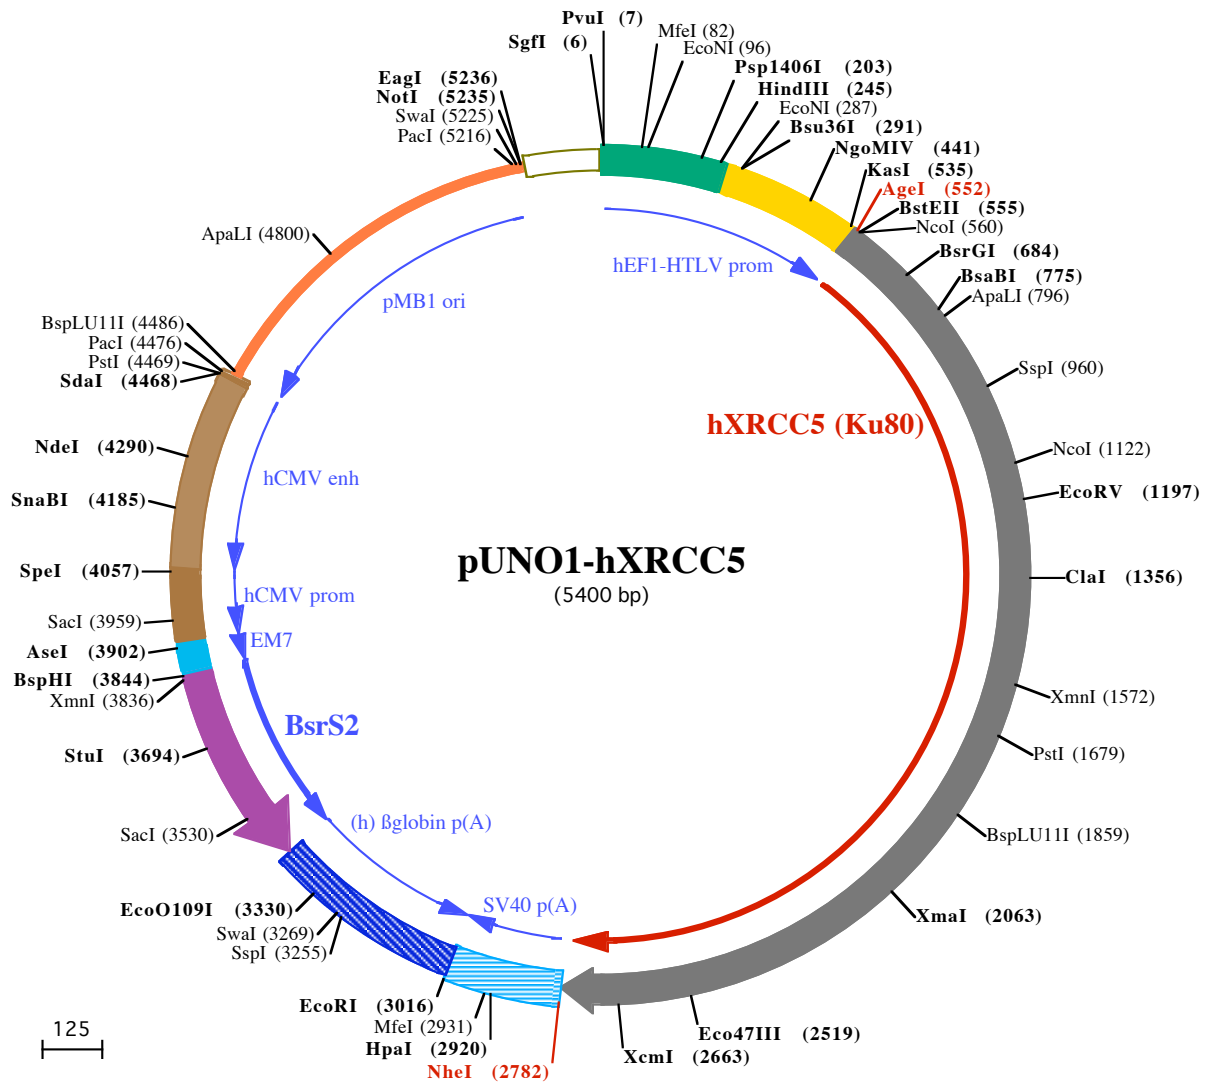 PvuI (7)
SgfI (6)
MfeI (82)
EcoNI (96)
Psp1406I (203)
HindIII (245)
EcoNI (287)
Bsu36I (291)
NgoMIV (441)
KasI (535)
AgeI (552)
BstEII (555)
NcoI (560)
BsrGI (684)
BsaBI (775)
ApaLI (796)
SspI (960)
NcoI (1122)
EcoRV (1197)
ClaI (1356)
XmnI (1572)
PstI (1679)
BspLU11I (1859)
XmaI (2063)
Eco47III (2519)
XcmI (2663)
NheI (2782)
HpaI (2920)
MfeI (2931)
EcoRI (3016)
SspI (3255)
SwaI (3269)
EcoO109I (3330)
SacI (3530)
StuI (3694)
XmnI (3836)
BspHI (3844)
AseI (3902)
SacI (3959)
SpeI (4057)
SnaBI (4185)
NdeI (4290)
SdaI (4468)
PstI (4469)
PacI (4476)
BspLU11I (4486)
ApaLI (4800)
PacI (5216)
SwaI (5225)
NotI (5235)
EagI (5236)
hEF1-HTLV prom
pMB1 ori
hXRCC5 (Ku80)
hCMV enh
pUNO1-hXRCC5
(5400 bp)
hCMV prom
EM7
BsrS2
(h) ßglobin p(A)
SV40 p(A)
125